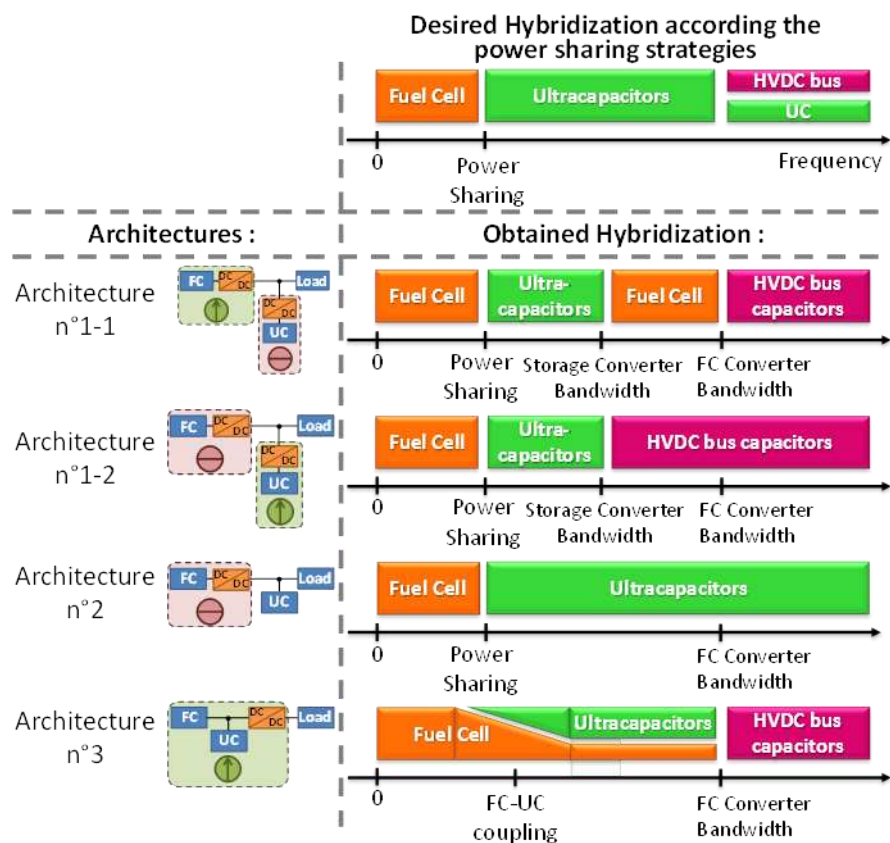 Desired Hybridization according the
power sharing strategies
Fuel Cell
Ultracapacitors
HVDC bus
UC
0
Power
Sharing
Frequency
Architectures :
Obtained Hybridization :
Architecture
n°1-1
FC
DC
DC
Load
DC
DC
UC
Fuel Cell
Ultra-
capacitors
Fuel Cell
HVDC bus
capacitors
0
Power
Sharing
Storage Converter
Bandwidth
FC Converter
Bandwidth
Architecture
n°1-2
FC
DC
DC
Load
DC
DC
UC
Fuel Cell
Ultra-
capacitors
HVDC bus capacitors
0
Power
Sharing
Storage Converter
Bandwidth
FC Converter
Bandwidth
Architecture
n°2
FC
DC
DC
Load
UC
Fuel Cell
Ultracapacitors
0
Power
Sharing
FC Converter
Bandwidth
Architecture
n°3
FC
DC
DC
Load
UC
Fuel Cell
Ultracapacitors
HVDC bus
capacitors
0
FC-UC
coupling
FC Converter
Bandwidth